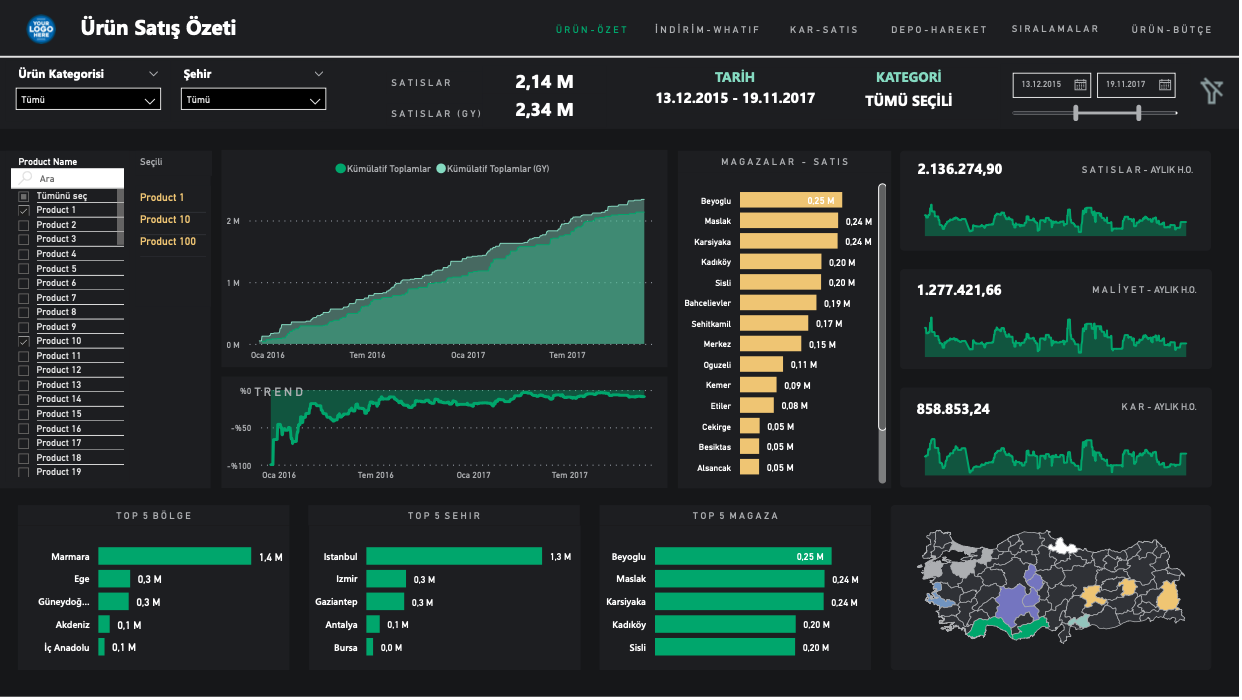 YOUR
LOGO
HERE
Ürün Satış Özeti
ÜRÜN-ÖZET
İNDİRİM-WHATIF
KAR-SATIS
DEPO-HAREKET
SIRALAMALAR
ÜRÜN-BÜTÇE
Ürün Kategorisi
Tümü
Şehir
Tümü
SATISLAR
2,14 M
SATISLAR (GY)
2,34 M
TARİH
13.12.2015 - 19.11.2017
KATEGORİ
TÜMÜ SEÇİLİ
13.12.2015
19.11.2017
Product Name
Ara
Tümünü seç
Product 1
Product 2
Product 3
Product 4
Product 5
Product 6
Product 7
Product 8
Product 9
Product 10
Product 11
Product 12
Product 13
Product 14
Product 15
Product 16
Product 17
Product 18
Product 19
Seçili
Product 1
Product 10
Product 100
Kümülatif Toplamlar
Kümülatif Toplamlar (GY)
2 M
1 M
0 M
Oca 2016
Tem 2016
Oca 2017
Tem 2017
TREND
%0
-%50
-%100
Oca 2016
Tem 2016
Oca 2017
Tem 2017
MAGAZALAR - SATIS
Beyoglu 0,25 M
Maslak 0,24 M
Karsiyaka 0,24 M
Kadıköy 0,20 M
Sisli 0,20 M
Bahcelievler 0,19 M
Sehitkamil 0,17 M
Merkez 0,15 M
Oguzeli 0,11 M
Kemer 0,09 M
Etiler 0,08 M
Cekirge 0,05 M
Besiktas 0,05 M
Alsancak 0,05 M
2.136.274,90
SATISLAR-AYLIK H.O.
1.277.421,66
MALİYET-AYLIK H.O.
858.853,24
KAR-AYLIK H.O.
TOP 5 BÖLGE
Marmara 1,4 M
Ege 0,3 M
Güneydoğ... 0,3 M
Akdeniz 0,1 M
İç Anadolu 0,1 M
TOP 5 SEHIR
Istanbul 1,3 M
Izmir 0,3 M
Gaziantep 0,3 M
Antalya 0,1 M
Bursa 0,0 M
TOP 5 MAGAZA
Beyoglu 0,25 M
Maslak 0,24 M
Karsiyaka 0,24 M
Kadıköy 0,20 M
Sisli 0,20 M